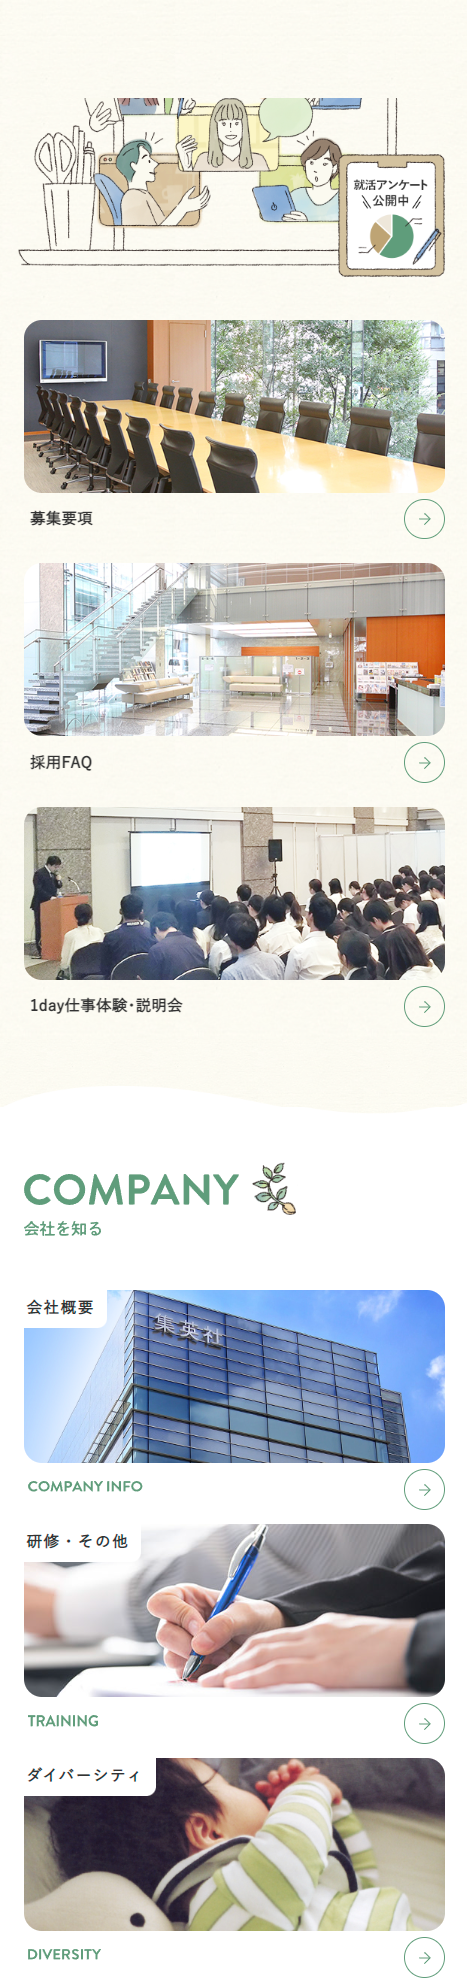 就活アンケート
公開中
募集要項
採用FAQ
1day仕事体験・説明会
COMPANY
会社を知る
会社概要
集英社
COMPANY INFO
研修・その他
TRAINING
ダイバーシティ
DIVERSITY